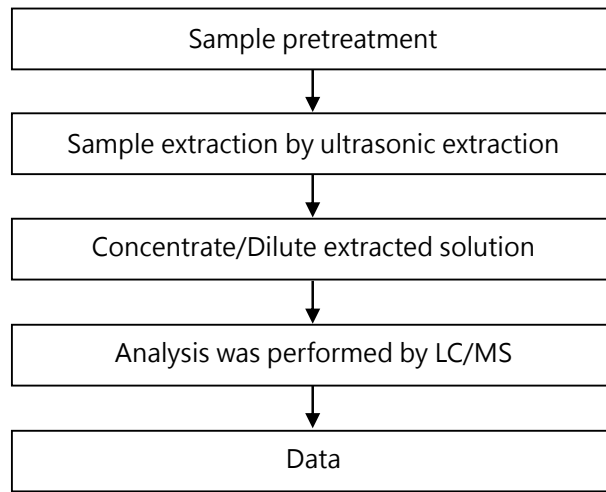 Sample pretreatment
Sample extraction by ultrasonic extraction
Concentrate/Dilute extracted solution
Analysis was performed by LC/MS
Data